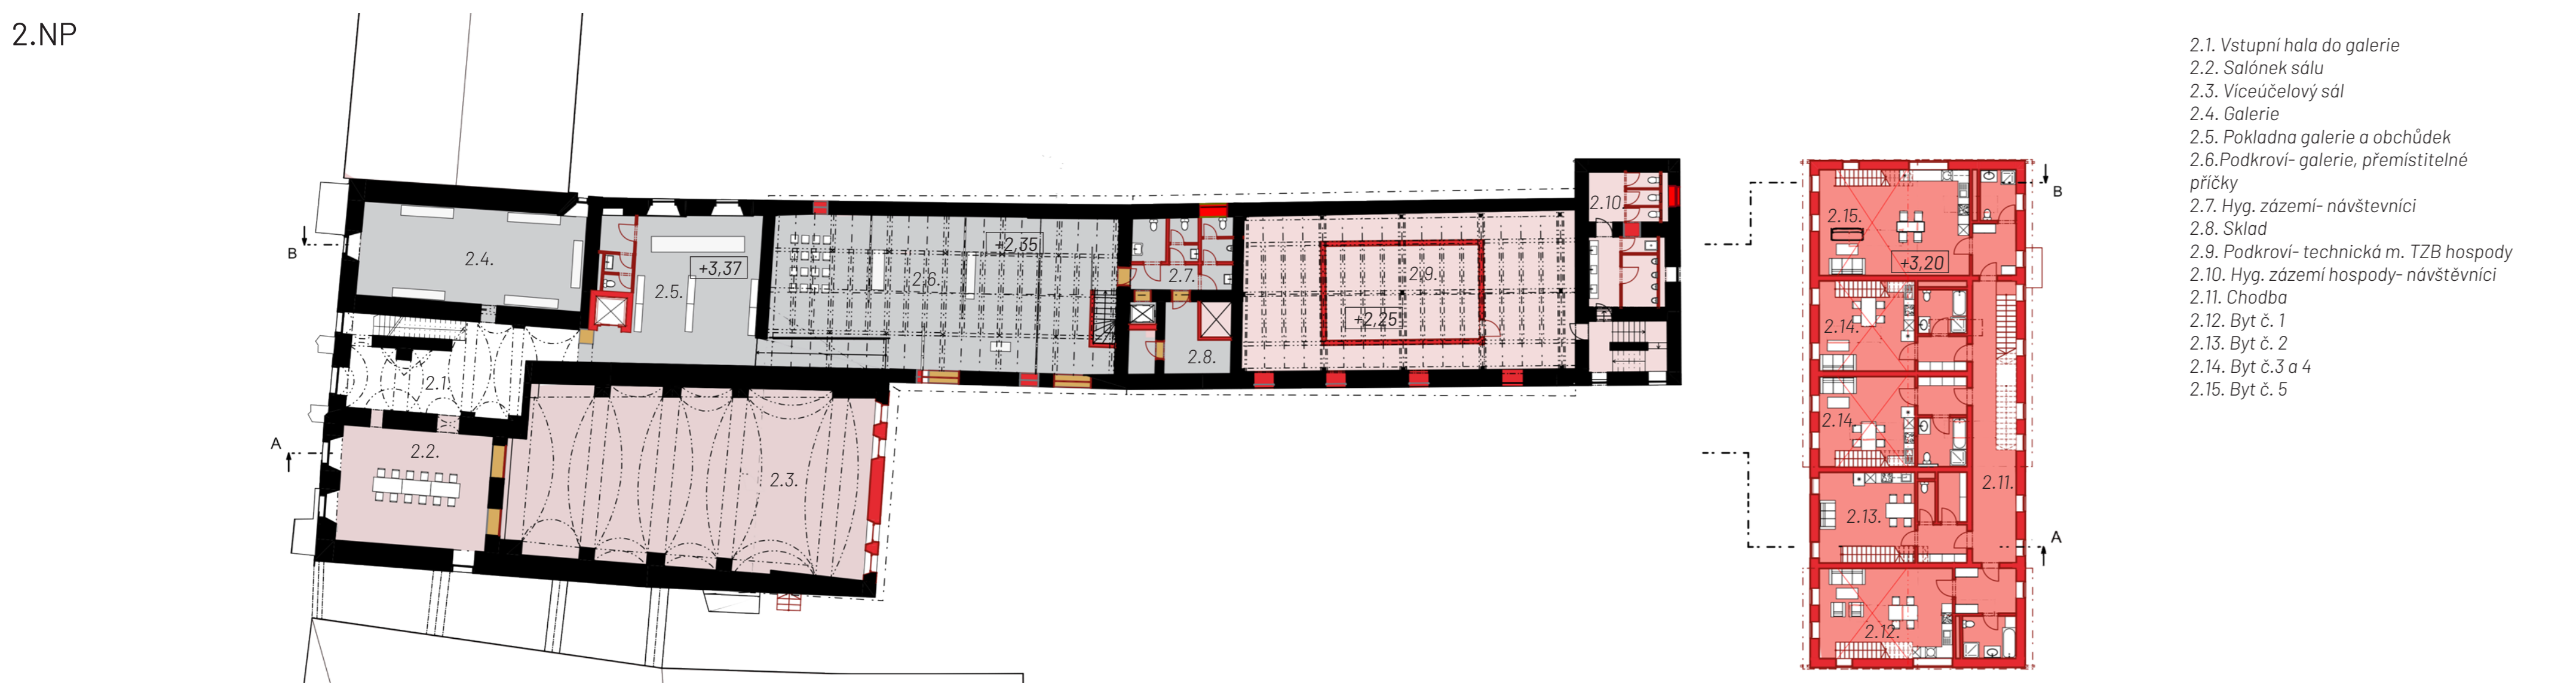 2.NP
2.1. Vstupní hala do galerie
2.2. Salónek sálu
2.3. Víceúčelový sál
2.4. Galerie
2.5. Pokladna galerie a obchůdek
2.6.Podkroví- galerie, přemístitelné
příčky
2.7. Hyg. zázemí- návštevníci
2.8. Sklad
2.9. Podkroví- technická m. TZB hospody
2.10. Hyg. zázemí hospody- návštěvníci
2.11. Chodba
2.12. Byt č. 1
2.13. Byt č. 2
2.14. Byt č.3 a 4
2.15. Byt č. 5
B
A
2.4.
2.5.
+3,37
2.6.
+2,35
2.7.
2.8.
2.9.
+2,25
2.10.
2.1.
2.2.
2.3.
B
2.15.
+3,20
2.14.
2.14.
2.11.
2.13.
A
2.12.